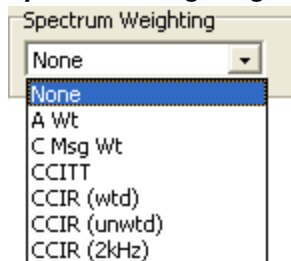 Spectrum Weighting
None
None
A Wt
C Msg Wt
CCITT
CCIR (wtd)
CCIR (unwtd)
CCIR (2kHz)